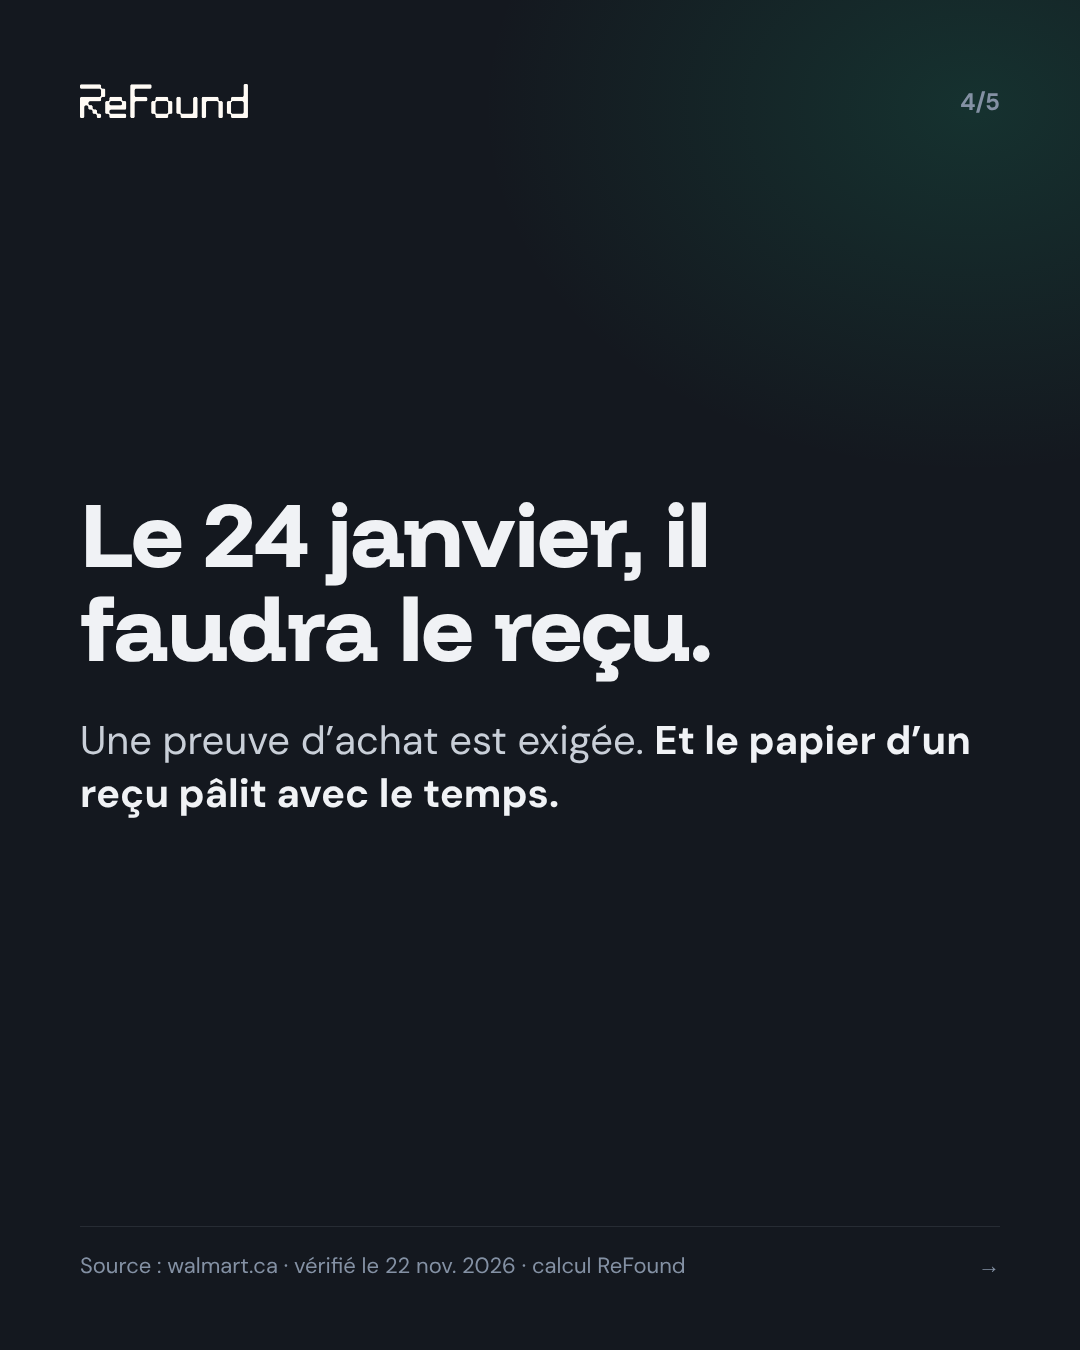 ReFound
4/5
Le 24 janvier, il
faudra le reçu.
Une preuve d’achat est exigée. Et le papier d’un
reçu pâlit avec le temps.
Source : walmart.ca · vérifié le 22 nov. 2026 · calcul ReFound
→